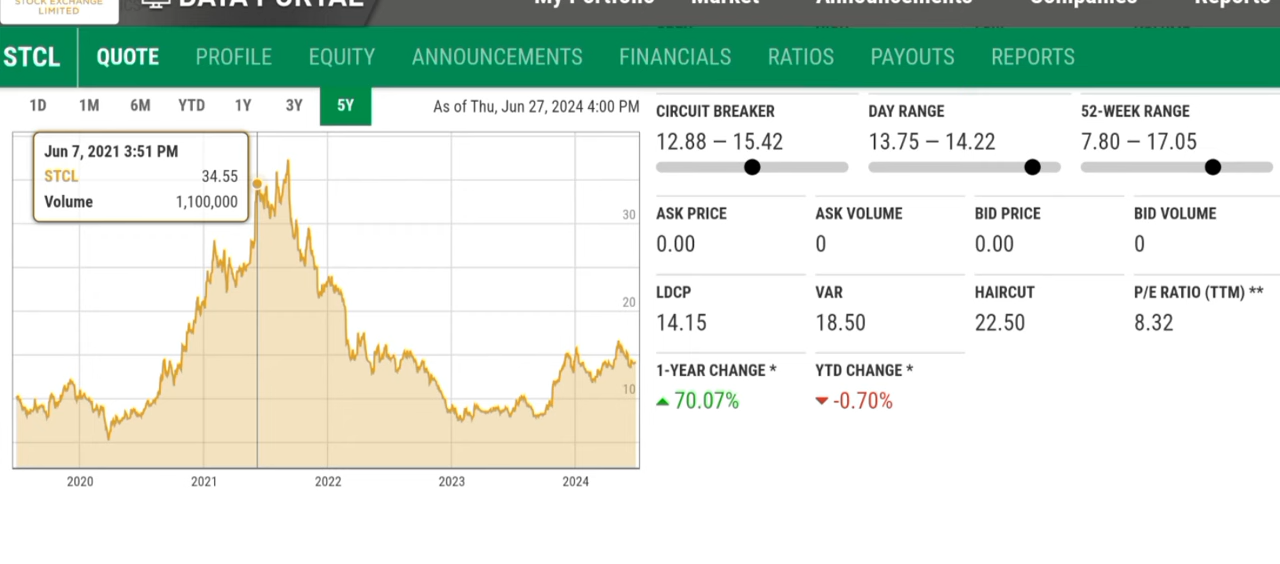 STOCK EXCHANGE
LIMITED
DATA PORTAL
My Portfolio Market Announcements Companies Reports
STCL QUOTE PROFILE EQUITY ANNOUNCEMENTS FINANCIALS RATIOS PAYOUTS REPORTS
1D 1M 6M YTD 1Y 3Y 5Y As of Thu, Jun 27, 2024 4:00 PM
Jun 7, 2021 3:51 PM
STCL 34.55
Volume 1,100,000
30
20
10
2020 2021 2022 2023 2024
CIRCUIT BREAKER DAY RANGE 52-WEEK RANGE
12.88 — 15.42 13.75 — 14.22 7.80 — 17.05
ASK PRICE ASK VOLUME BID PRICE BID VOLUME
0.00 0 0.00 0
LDCP VAR HAIRCUT P/E RATIO (TTM) **
14.15 18.50 22.50 8.32
1-YEAR CHANGE * YTD CHANGE *
70.07% -0.70%